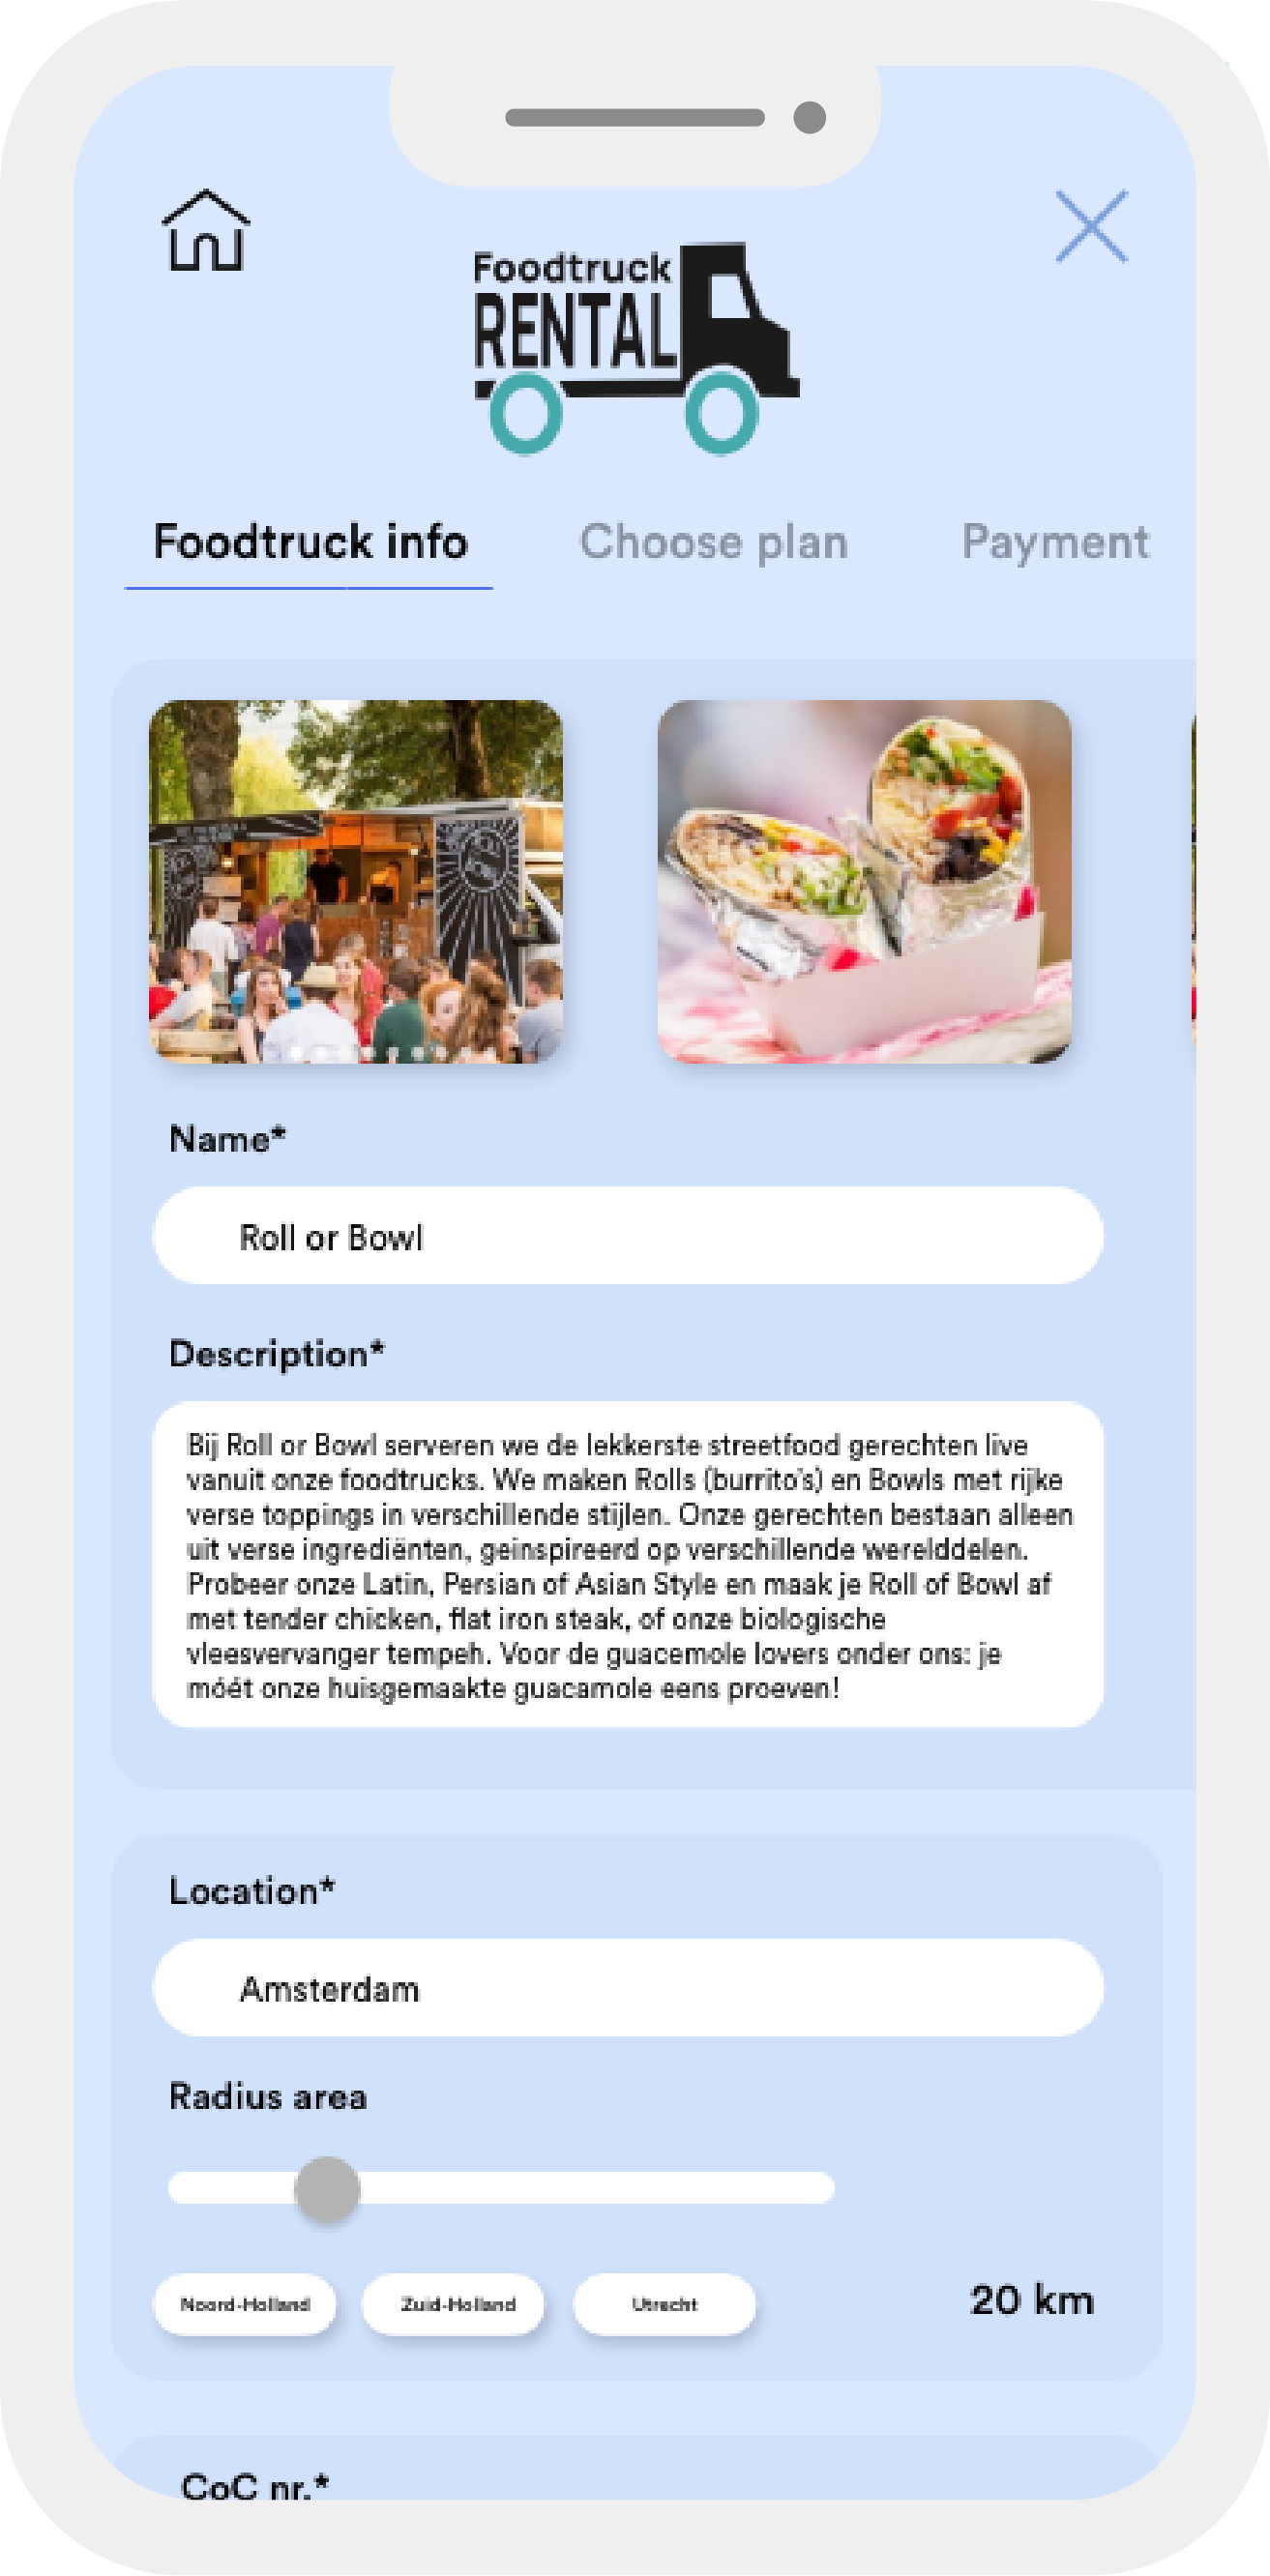 Foodtruck
RENTAL
Foodtruck info Choose plan Payment
Name*
Roll or Bowl
Description*
Bij Roll or Bowl serveren we de lekkerste streetfood gerechten live
vanuit onze foodtrucks. We maken Rolls (burrito's) en Bowls met rijke
verse toppings in verschillende stijlen. Onze gerechten bestaan alleen
uit verse ingrediënten, geinspireerd op verschillende werelddelen.
Probeer onze Latin, Persian of Asian Style en maak je Roll of Bowl af
met tender chicken, flat iron steak, of onze biologische
vleesvervanger tempeh. Voor de guacemole lovers onder ons: je
móét onze huisgemaakte guacamole eens proeven!
Location*
Amsterdam
Radius area
Noord-Holland Zuid-Holland Utrecht 20 km
CoC nr.*